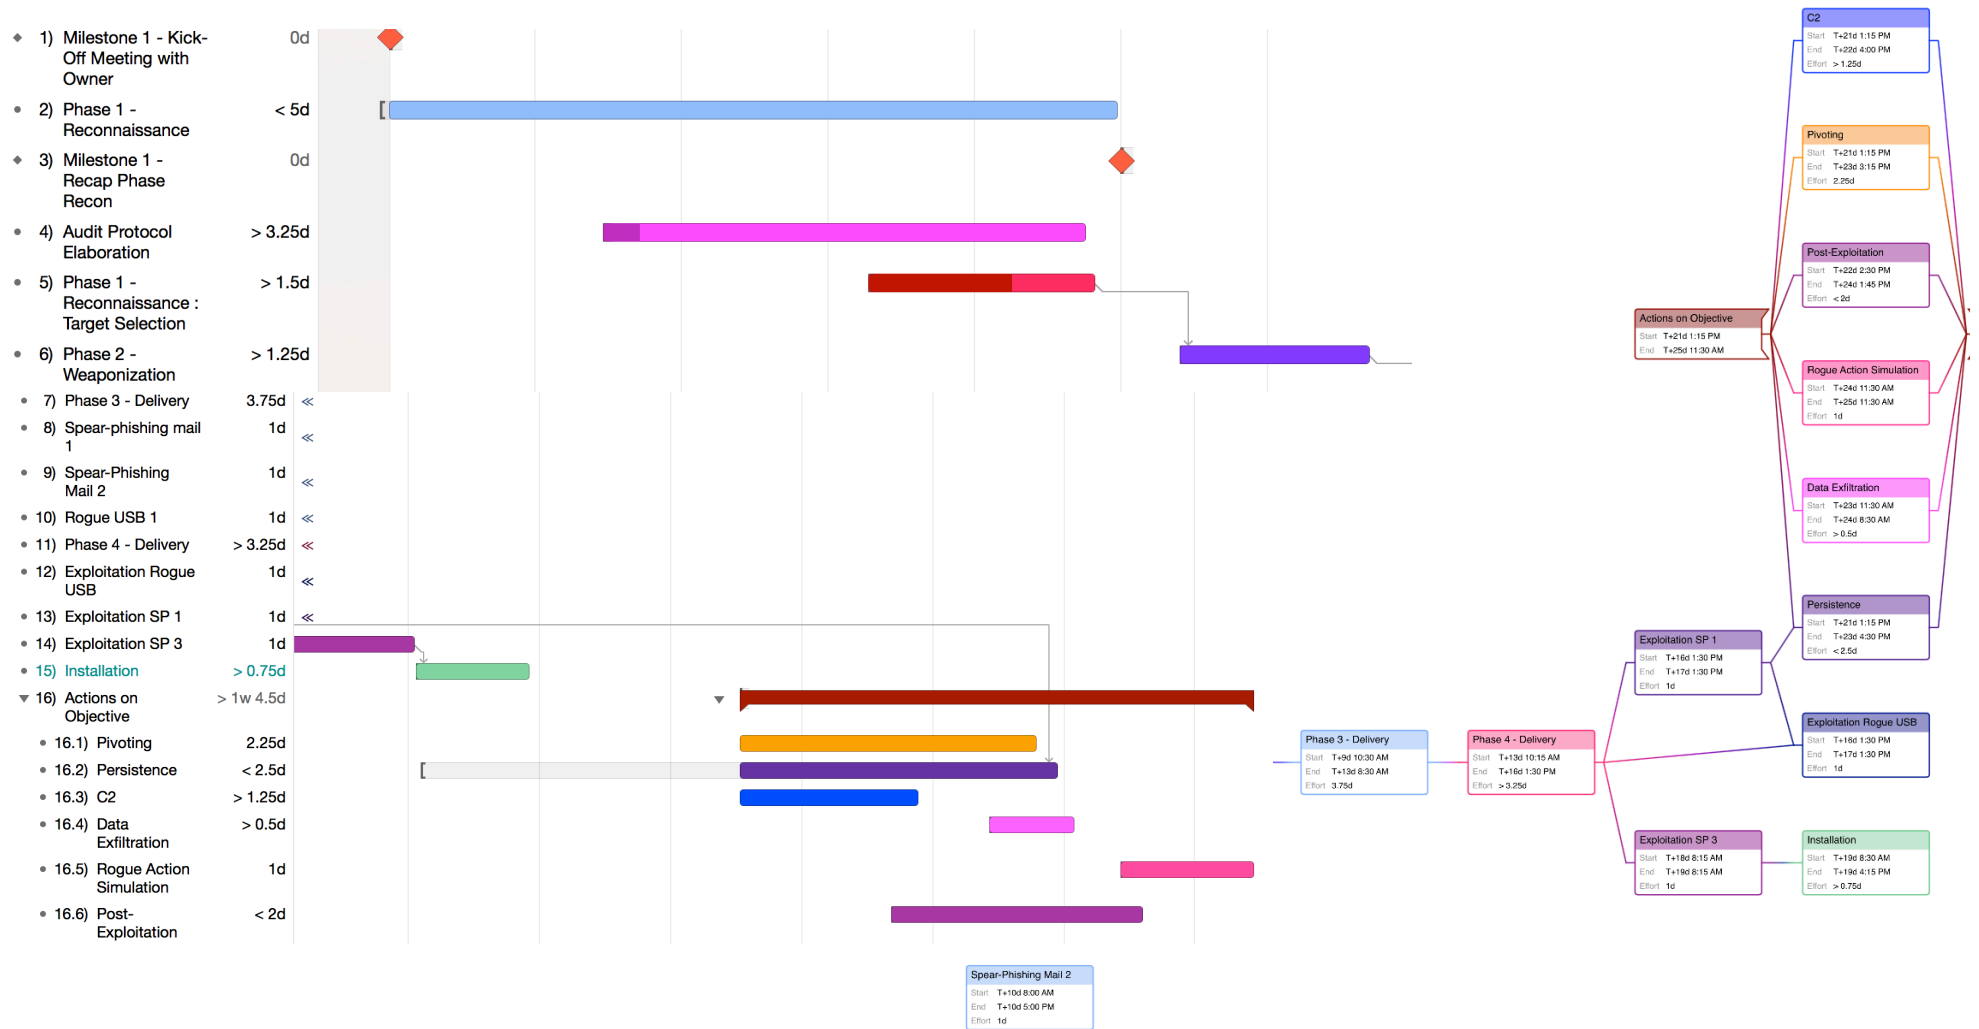 1) Milestone 1 - Kick- 0d
Off Meeting with
Owner
2) Phase 1 - < 5d
Reconnaissance
3) Milestone 1 - 0d
Recap Phase
Recon
4) Audit Protocol > 3.25d
Elaboration
5) Phase 1 - > 1.5d
Reconnaissance :
Target Selection
6) Phase 2 - > 1.25d
Weaponization
7) Phase 3 - Delivery 3.75d
8) Spear-phishing mail 1d
1
9) Spear-Phishing 1d
Mail 2
10) Rogue USB 1 1d
11) Phase 4 - Delivery > 3.25d
12) Exploitation Rogue 1d
USB
13) Exploitation SP 1 1d
14) Exploitation SP 3 1d
15) Installation > 0.75d
16) Actions on > 1w 4.5d
Objective
16.1) Pivoting 2.25d
16.2) Persistence < 2.5d
16.3) C2 > 1.25d
16.4) Data > 0.5d
Exfiltration
16.5) Rogue Action 1d
Simulation
16.6) Post- < 2d
Exploitation
Spear-Phishing Mail 2
Start T+10d 8:00 AM
End T+10d 5:00 PM
Effort 1d
Phase 3 - Delivery
Start T+9d 10:30 AM
End T+13d 8:30 AM
Effort 3.75d
Phase 4 - Delivery
Start T+13d 10:15 AM
End T+16d 1:30 PM
Effort > 3.25d
Actions on Objective
Start T+21d 1:15 PM
End T+25d 11:30 AM
Exploitation SP 1
Start T+16d 1:30 PM
End T+17d 1:30 PM
Effort 1d
Exploitation SP 3
Start T+18d 8:15 AM
End T+19d 8:15 AM
Effort 1d
C2
Start T+21d 1:15 PM
End T+22d 4:00 PM
Effort > 1.25d
Pivoting
Start T+21d 1:15 PM
End T+23d 3:15 PM
Effort 2.25d
Post-Exploitation
Start T+22d 2:30 PM
End T+24d 1:45 PM
Effort < 2d
Rogue Action Simulation
Start T+24d 11:30 AM
End T+25d 11:30 AM
Effort 1d
Data Exfiltration
Start T+23d 11:30 AM
End T+24d 8:30 AM
Effort > 0.5d
Persistence
Start T+21d 1:15 PM
End T+23d 4:30 PM
Effort < 2.5d
Exploitation Rogue USB
Start T+16d 1:30 PM
End T+17d 1:30 PM
Effort 1d
Installation
Start T+19d 8:30 AM
End T+19d 4:15 PM
Effort > 0.75d